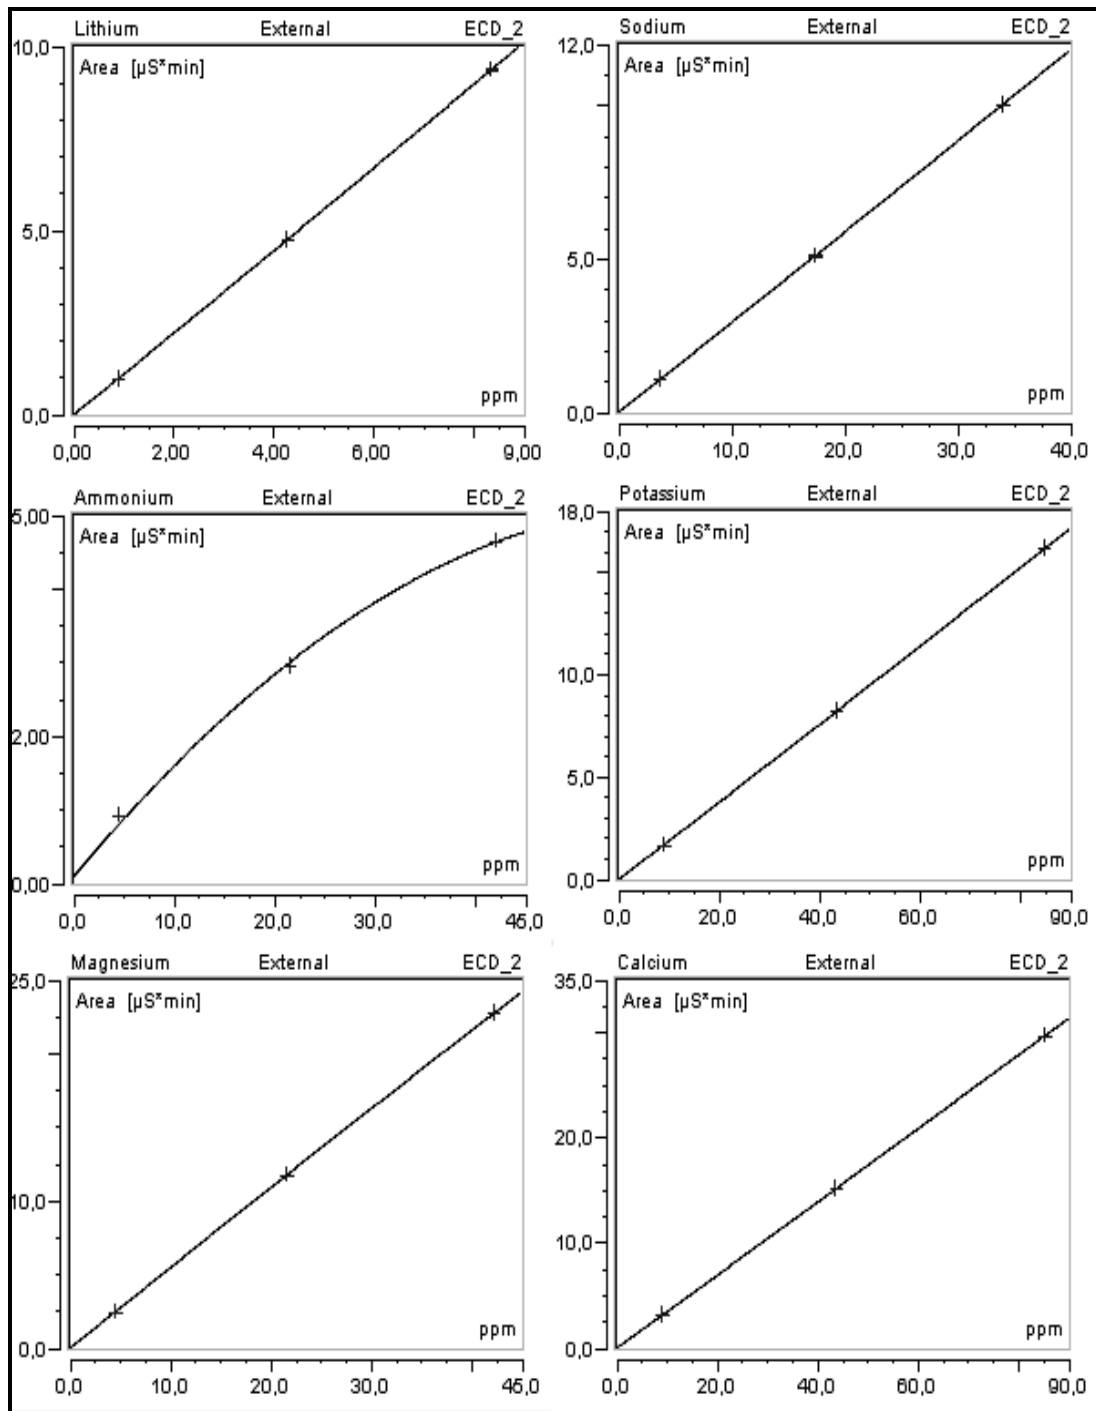 Lithium External ECD_2
10,0
Area [µS*min]
5,0
0,0
ppm
0,00 2,00 4,00 6,00 9,00
Sodium External ECD_2
12,0
Area [µS*min]
5,0
0,0
ppm
0,0 10,0 20,0 30,0 40,0
Ammonium External ECD_2
5,00
Area [µS*min]
2,00
0,00
ppm
0,0 10,0 20,0 30,0 45,0
Potassium External ECD_2
18,0
Area [µS*min]
10,0
5,0
0,0
ppm
0,0 20,0 40,0 60,0 90,0
Magnesium External ECD_2
25,0
Area [µS*min]
10,0
0,0
ppm
0,0 10,0 20,0 30,0 45,0
Calcium External ECD_2
35,0
Area [µS*min]
20,0
10,0
0,0
ppm
0,0 20,0 40,0 60,0 90,0